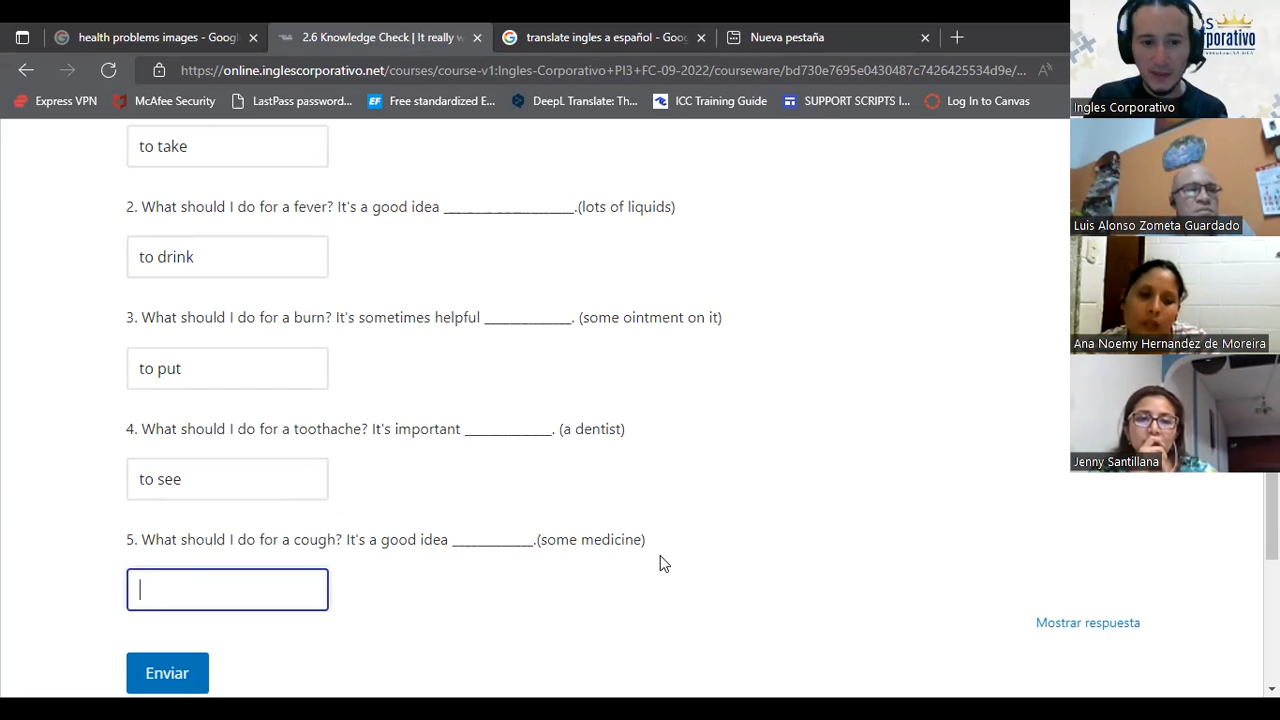 health problems images - Googl
2.6 Knowledge Check | It really w
translate ingles a español - Goog
Nueva pestaña
https://online.inglescorporativo.net/courses/course-v1:Ingles-Corporativo+PI3+FC-09-2022/courseware/bd730e7695e0430487c7426425534d9e/...
Express VPN
McAfee Security
LastPass password...
Free standardized E...
DeepL Translate: Th...
ICC Training Guide
SUPPORT SCRIPTS I...
Log In to Canvas
to take
2. What should I do for a fever? It's a good idea ____________________.(lots of liquids)
to drink
3. What should I do for a burn? It's sometimes helpful ______________. (some ointment on it)
to put
4. What should I do for a toothache? It's important ______________. (a dentist)
to see
5. What should I do for a cough? It's a good idea _____________.(some medicine)
Mostrar respuesta
Enviar
Ingles Corporativo
Luis Alonso Zometa Guardado
Ana Noemy Hernandez de Moreira
Jenny Santillana